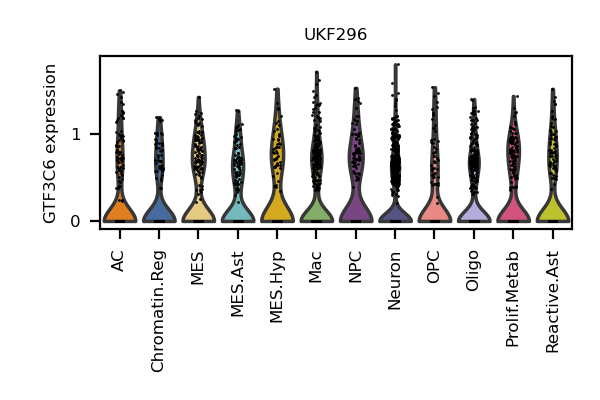 UKF296
GTF3C6 expression
1
0
AC
Chromatin.Reg
MES
MES.Ast
MES.Hyp
Mac
NPC
Neuron
OPC
Oligo
Prolif.Metab
Reactive.Ast